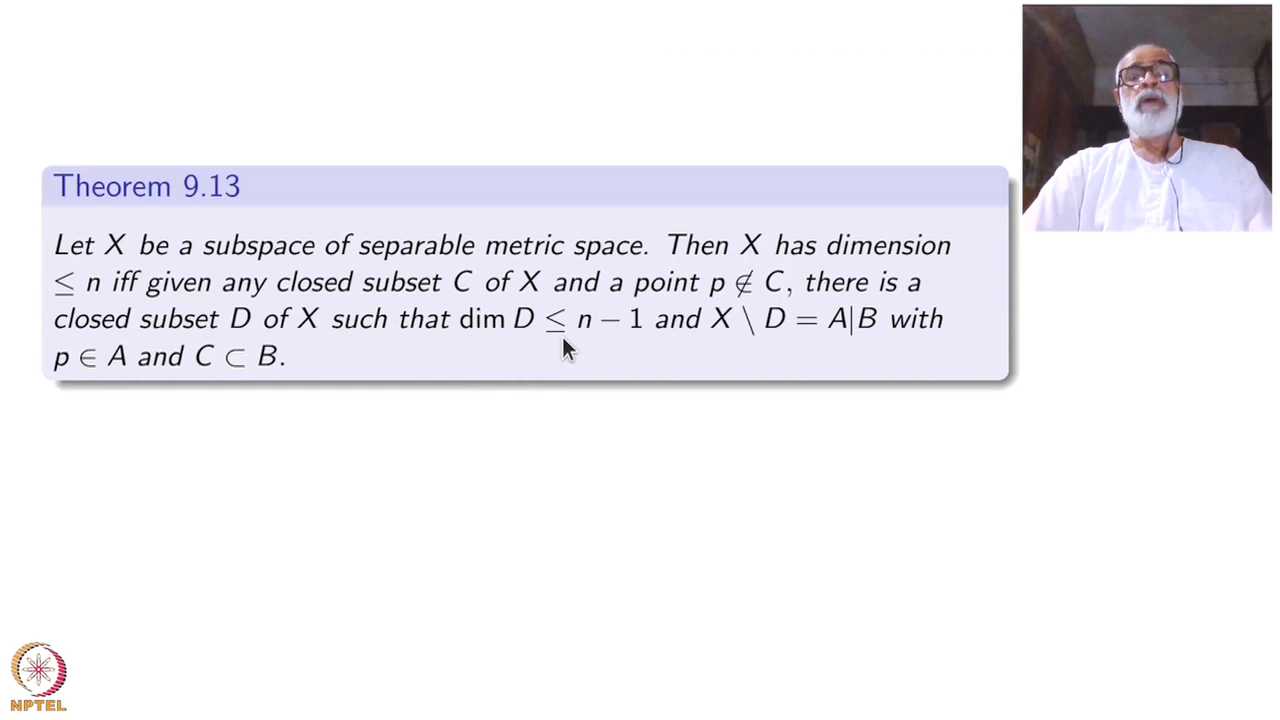 Theorem 9.13
Let X be a subspace of separable metric space. Then X has dimension
≤ n iff given any closed subset C of X and a point p ∉ C, there is a
closed subset D of X such that dim D ≤ n − 1 and X \ D = A|B with
p ∈ A and C ⊂ B.
NPTEL